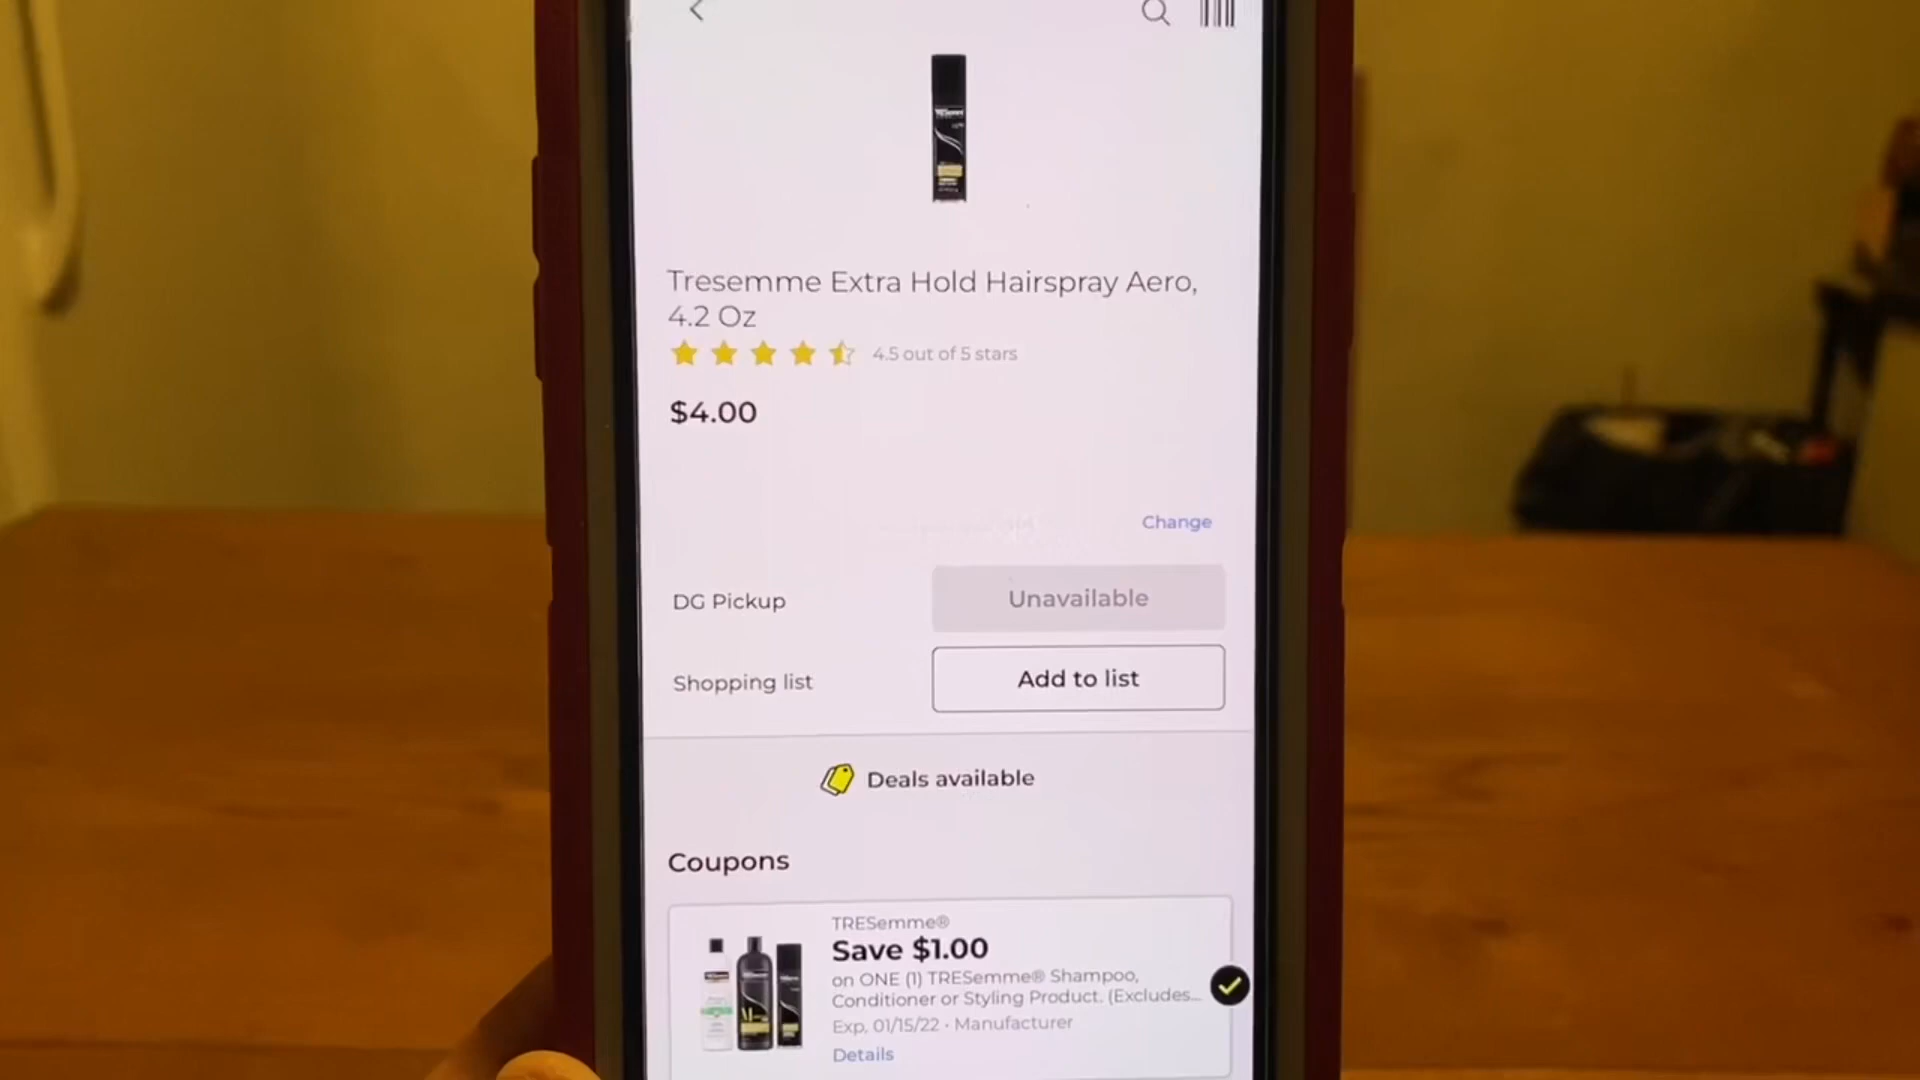 Tresemme Extra Hold Hairspray Aero,
4.2 Oz
4.5 out of 5 stars
$4.00
Change
DG Pickup
Unavailable
Shopping list
Add to list
Deals available
Coupons
TRESemme®
Save $1.00
on ONE (1) TRESemme® Shampoo,
Conditioner or Styling Product. (Excludes...
Exp. 01/15/22 • Manufacturer
Details